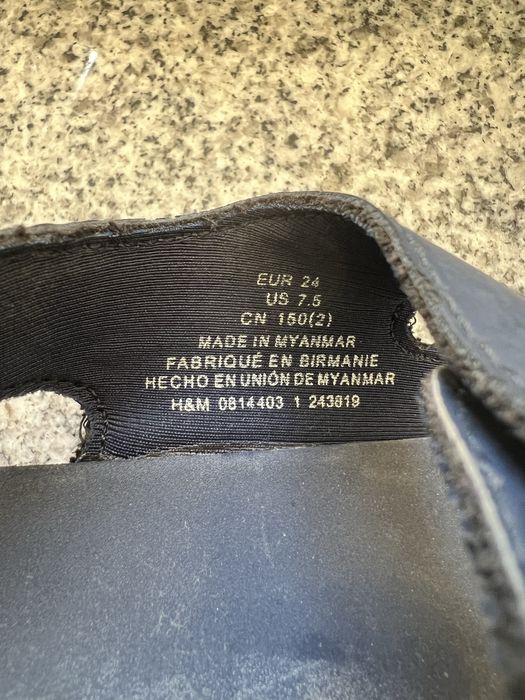 EUR 24
US 7.5
CN 150(2)
MADE IN MYANMAR
FABRIQUÉ EN BIRMANIE
HECHO EN UNIÓN DE MYANMAR
H&M 0814403 1 243819